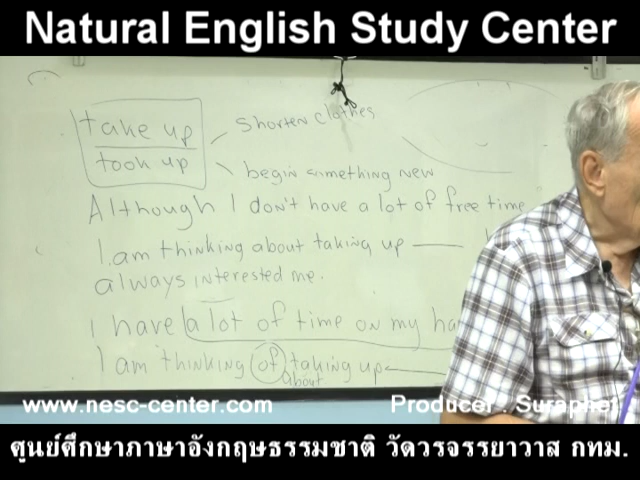 Natural English Study Center
take up
shorten clothes
took up
begin something new
Although I don't have a lot of free time
I am thinking about taking up
always interested me.
I have a lot of time on my
I am thinking of taking up
about
www.nesc-center.com
Producer : Suraphet
ศูนย์ศึกษาภาษาอังกฤษธรรมชาติ วัดวรจรรยาวาส กทม.